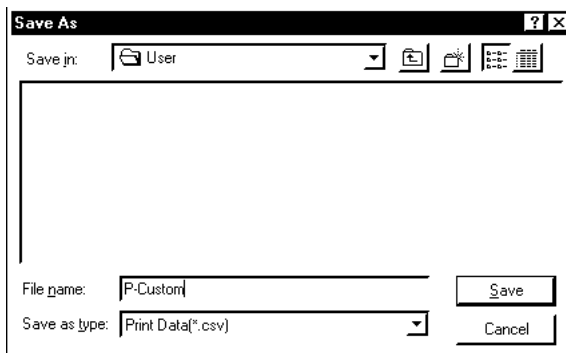 Save As
Save in: User
File name: P-Custom
Save
Save as type: Print Data(*.csv)
Cancel